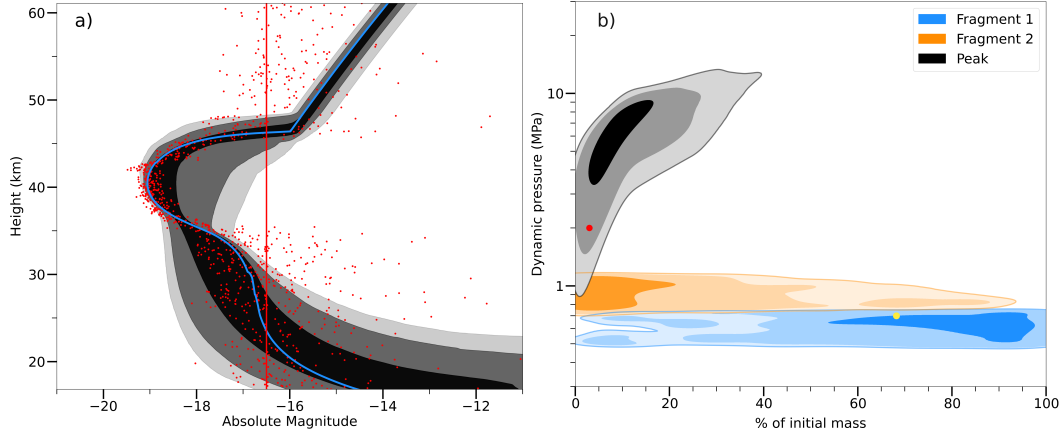 a)
60
50
40
30
20
Height (km)
−20
−18
−16
−14
−12
Absolute Magnitude
b)
Fragment 1
Fragment 2
Peak
10
1
Dynamic pressure (MPa)
0
20
40
60
80
100
% of initial mass